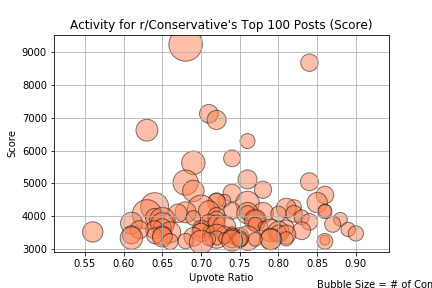 Activity for r/Conservative's Top 100 Posts (Score)
9000
8000
7000
6000
5000
4000
3000
Score
0.55 0.60 0.65 0.70 0.75 0.80 0.85 0.90
Upvote Ratio
Bubble Size = # of Con